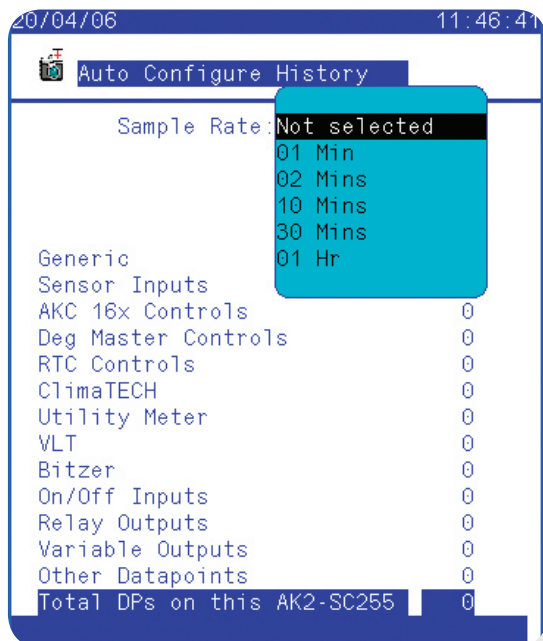 20/04/06 11:46:41
Auto Configure History
Sample Rate:Not selected
01 Min
02 Mins
10 Mins
30 Mins
01 Hr
Generic
Sensor Inputs
AKC 16x Controls 0
Deg Master Controls 0
RTC Controls 0
ClimaTECH 0
Utility Meter 0
VLT 0
Bitzer 0
On/Off Inputs 0
Relay Outputs 0
Variable Outputs 0
Other Datapoints 0
Total DPs on this AK2-SC255 0